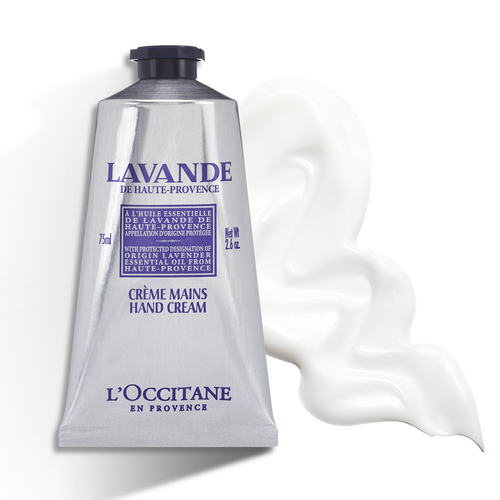 LAVANDE
DE HAUTE-PROVENCE
À L'HUILE ESSENTIELLE
DE LAVANDE DE
HAUTE-PROVENCE
APPELLATION D'ORIGINE PROTÉGÉE
WITH PROTECTED DESIGNATION OF
ORIGIN LAVENDER
ESSENTIAL OIL FROM
HAUTE-PROVENCE
75ml
Net Wt
2.6 oz.
CRÈME MAINS
HAND CREAM
L'OCCITANE
EN PROVENCE